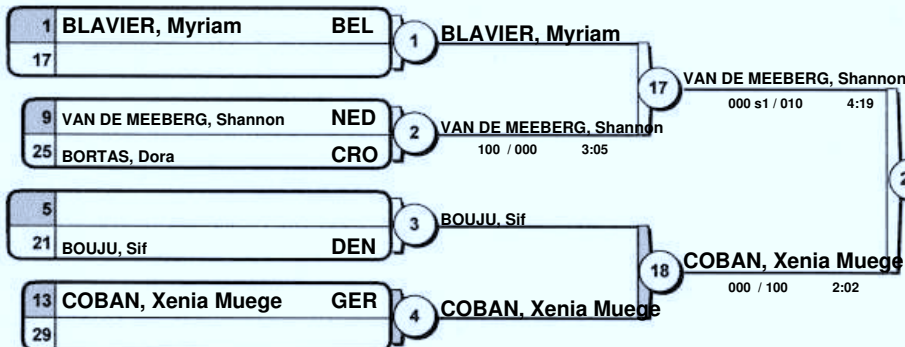 1 BLAVIER, Myriam BEL
17
1
BLAVIER, Myriam
9 VAN DE MEEBERG, Shannon NED
25 BORTAS, Dora CRO
2
VAN DE MEEBERG, Shannon
100 / 000 3:05
17
VAN DE MEEBERG, Shannon
000 s1 / 010 4:19
5
21 BOUJU, Sif DEN
3
BOUJU, Sif
13 COBAN, Xenia Muege GER
29
4
COBAN, Xenia Muege
18
COBAN, Xenia Muege
000 / 100 2:02